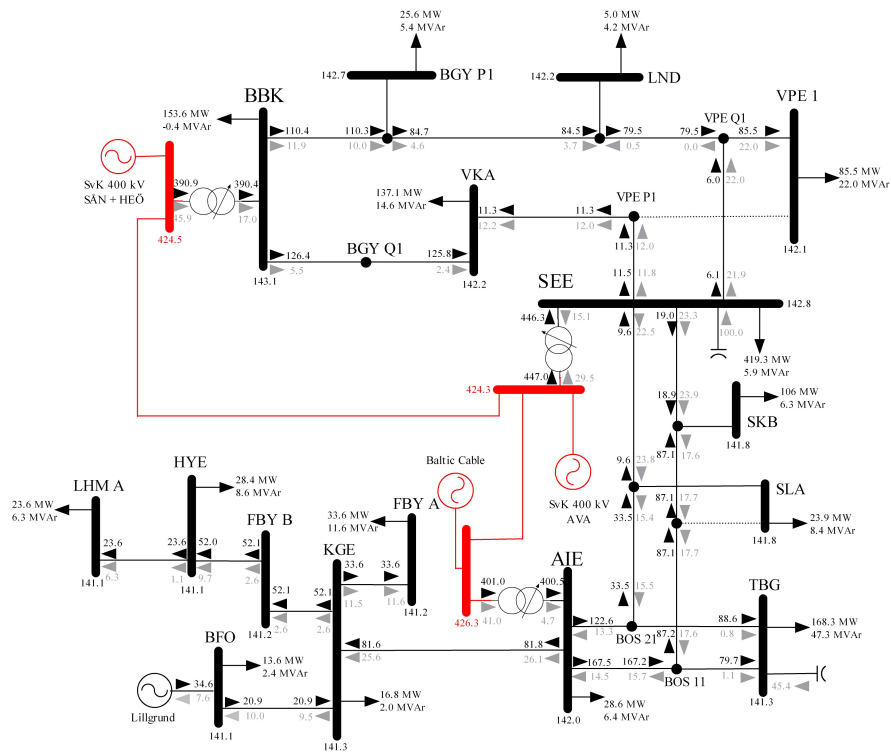 25.6 MW
5.4 MVAr
5.0 MW
4.2 MVAr
142.7
BGY P1
142.2
LND
VPE 1
BBK
153.6 MW
-0.4 MVAr
VPE Q1
110.4
110.3
84.7
84.5
79.5
79.5
85.5
11.9
10.0
4.6
3.7
0.5
0.0
22.0
SvK 400 kV
SÄN + HEÖ
390.9
390.4
45.9
17.0
424.5
VKA
137.1 MW
14.6 MVAr
6.0
22.0
85.5 MW
22.0 MVAr
VPE P1
11.3
11.3
12.2
12.0
11.3
12.0
142.1
126.4
BGY Q1
125.8
5.5
2.4
143.1
142.2
SEE
11.5
11.8
6.1
21.9
142.8
446.3
15.1
9.6
22.5
19.0
23.3
100.0
419.3 MW
5.9 MVAr
447.0
29.5
424.3
18.9
23.9
106 MW
6.3 MVAr
SKB
87.1
17.6
141.8
Baltic Cable
SvK 400 kV
AVA
9.6
23.8
33.5
15.4
87.1
17.7
87.1
17.7
SLA
23.9 MW
8.4 MVAr
141.8
LHM A
HYE
23.6 MW
6.3 MVAr
28.4 MW
8.6 MVAr
FBY B
33.6 MW
11.6 MVAr
FBY A
KGE
23.6
23.6
52.0
52.1
6.3
1.1
9.7
2.6
141.1
141.1
33.6
33.6
11.5
11.6
141.2
52.1
52.1
2.6
2.6
141.2
AIE
401.0
400.5
41.0
4.7
426.3
33.5
15.5
TBG
122.6
13.3
BOS 21
88.6
0.8
168.3 MW
47.3 MVAr
BFO
13.6 MW
2.4 MVAr
81.6
81.8
25.6
26.1
87.2
17.6
167.5
167.2
79.7
14.5
15.7
1.1
BOS 11
45.4
34.6
7.6
Lillgrund
20.9
20.9
10.0
9.5
16.8 MW
2.0 MVAr
28.6 MW
6.4 MVAr
141.1
141.3
142.0
141.3